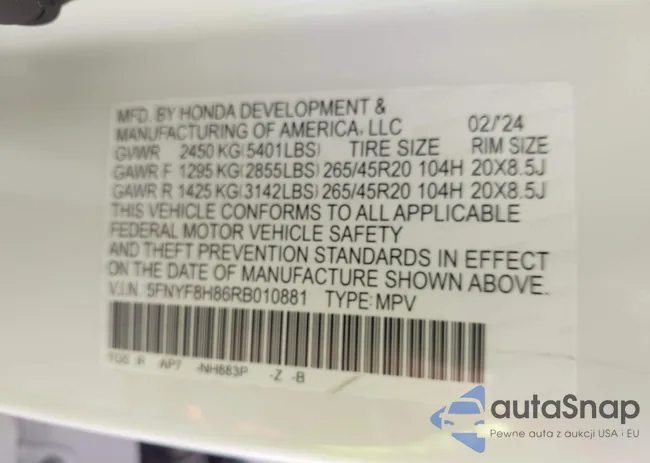 MFD. BY HONDA DEVELOPMENT &
MANUFACTURING OF AMERICA, LLC 02/'24
GVWR 2450 KG(5401LBS) TIRE SIZE RIM SIZE
GAWR F 1295 KG(2855LBS) 265/45R20 104H 20X8.5J
GAWR R 1425 KG(3142LBS) 265/45R20 104H 20X8.5J
THIS VEHICLE CONFORMS TO ALL APPLICABLE
FEDERAL MOTOR VEHICLE SAFETY
AND THEFT PREVENTION STANDARDS IN EFFECT
ON THE DATE OF MANUFACTURE SHOWN ABOVE.
V.I.N. 5FNYF8H86RB010881 TYPE:MPV
-AP7 -NH883P -Z -B
autaSnap
Pewne auta z aukcji USA i EU